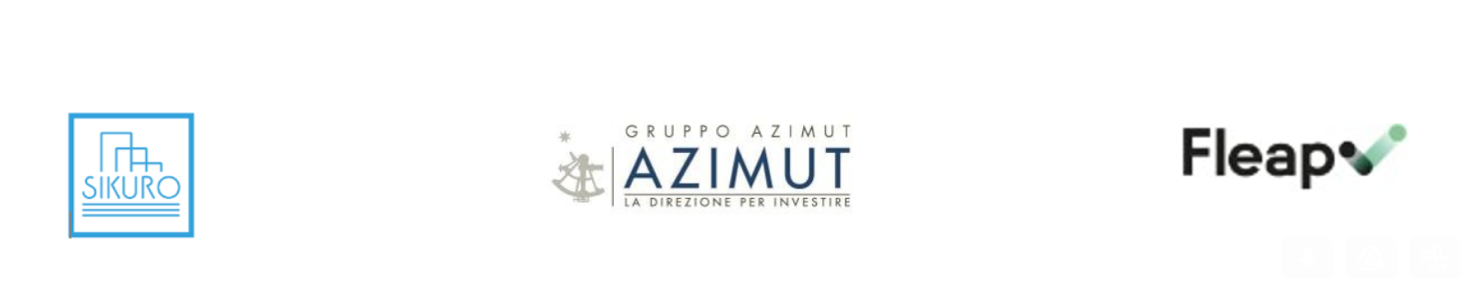 SIKURO
GRUPPO AZIMUT
AZIMUT
LA DIREZIONE PER INVESTIRE
Fleap